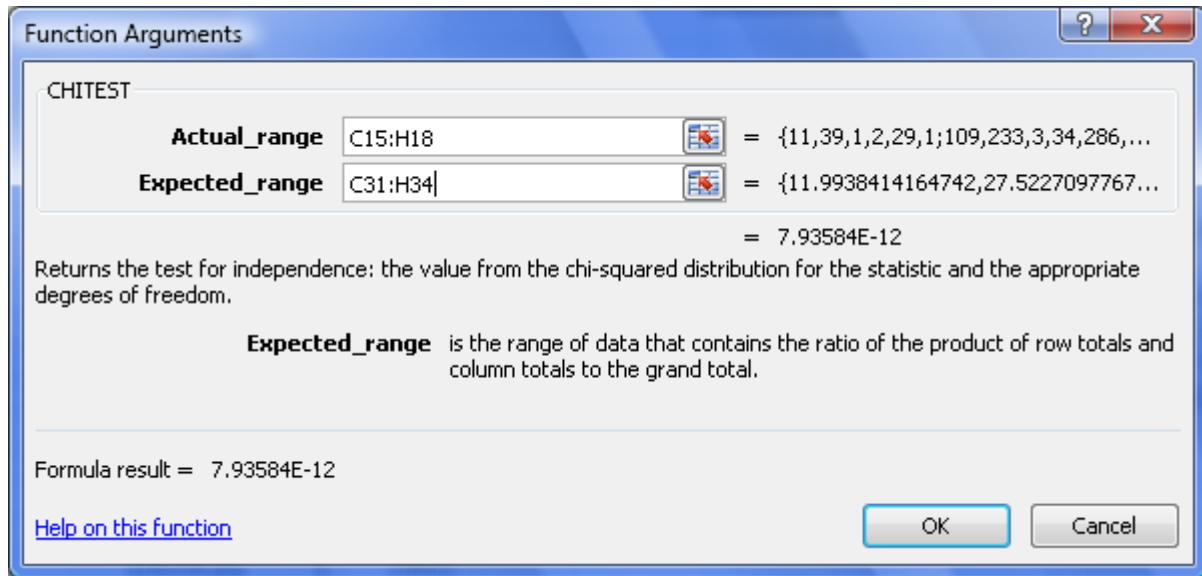 Function Arguments
CHITEST
Actual_range C15:H18 = {11,39,1,2,29,1;109,233,3,34,286,...
Expected_range C31:H34 = {11.9938414164742,27.5227097767...
= 7.93584E-12
Returns the test for independence: the value from the chi-squared distribution for the statistic and the appropriate
degrees of freedom.
Expected_range is the range of data that contains the ratio of the product of row totals and
column totals to the grand total.
Formula result = 7.93584E-12
Help on this function OK Cancel